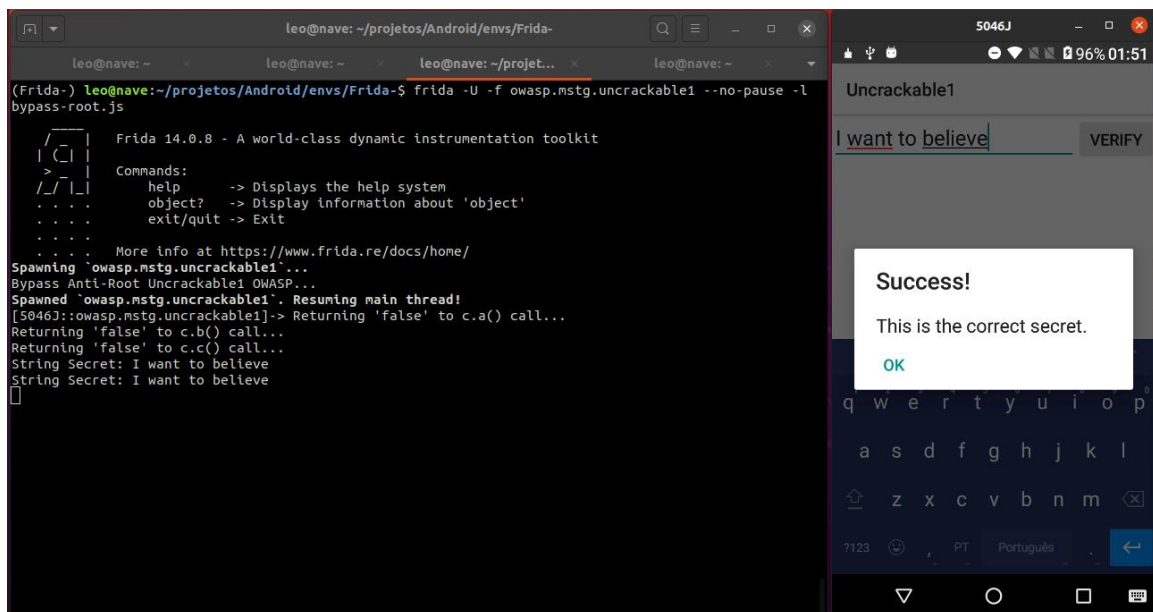 leo@nave: ~/projetos/Android/envs/Frida-
leo@nave: ~
leo@nave: ~
leo@nave: ~/projet...
leo@nave: ~
(Frida-) leo@nave:~/projetos/Android/envs/Frida-$ frida -U -f owasp.mstg.uncrackable1 --no-pause -l
bypass-root.js
Frida 14.0.8 - A world-class dynamic instrumentation toolkit
Commands:
help -> Displays the help system
object? -> Display information about 'object'
exit/quit -> Exit
More info at https://www.frida.re/docs/home/
Spawning `owasp.mstg.uncrackable1`...
Bypass Anti-Root Uncrackable1 OWASP...
Spawned `owasp.mstg.uncrackable1`. Resuming main thread!
[5046J::owasp.mstg.uncrackable1]-> Returning 'false' to c.a() call...
Returning 'false' to c.b() call...
Returning 'false' to c.c() call...
String Secret: I want to believe
String Secret: I want to believe
5046J
96% 01:51
Uncrackable1
I want to believe
VERIFY
Success!
This is the correct secret.
OK
q w e r t y u i o p
a s d f g h j k l
z x c v b n m
?123 , PT Português .